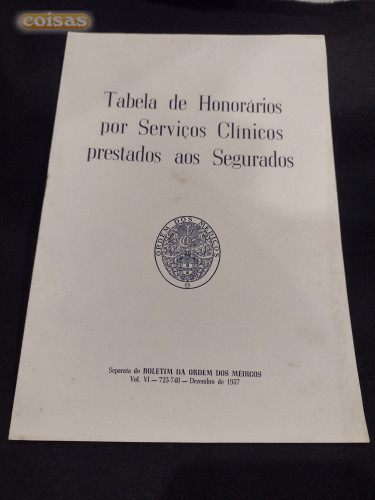 coisas
Tabela de Honorários
por Serviços Clínicos
prestados aos Segurados
ORDEM DOS MÉDICOS
Separata do BOLETIM DA ORDEM DOS MÉDICOS
Vol. VI — 725-740 — Dezembro de 1957